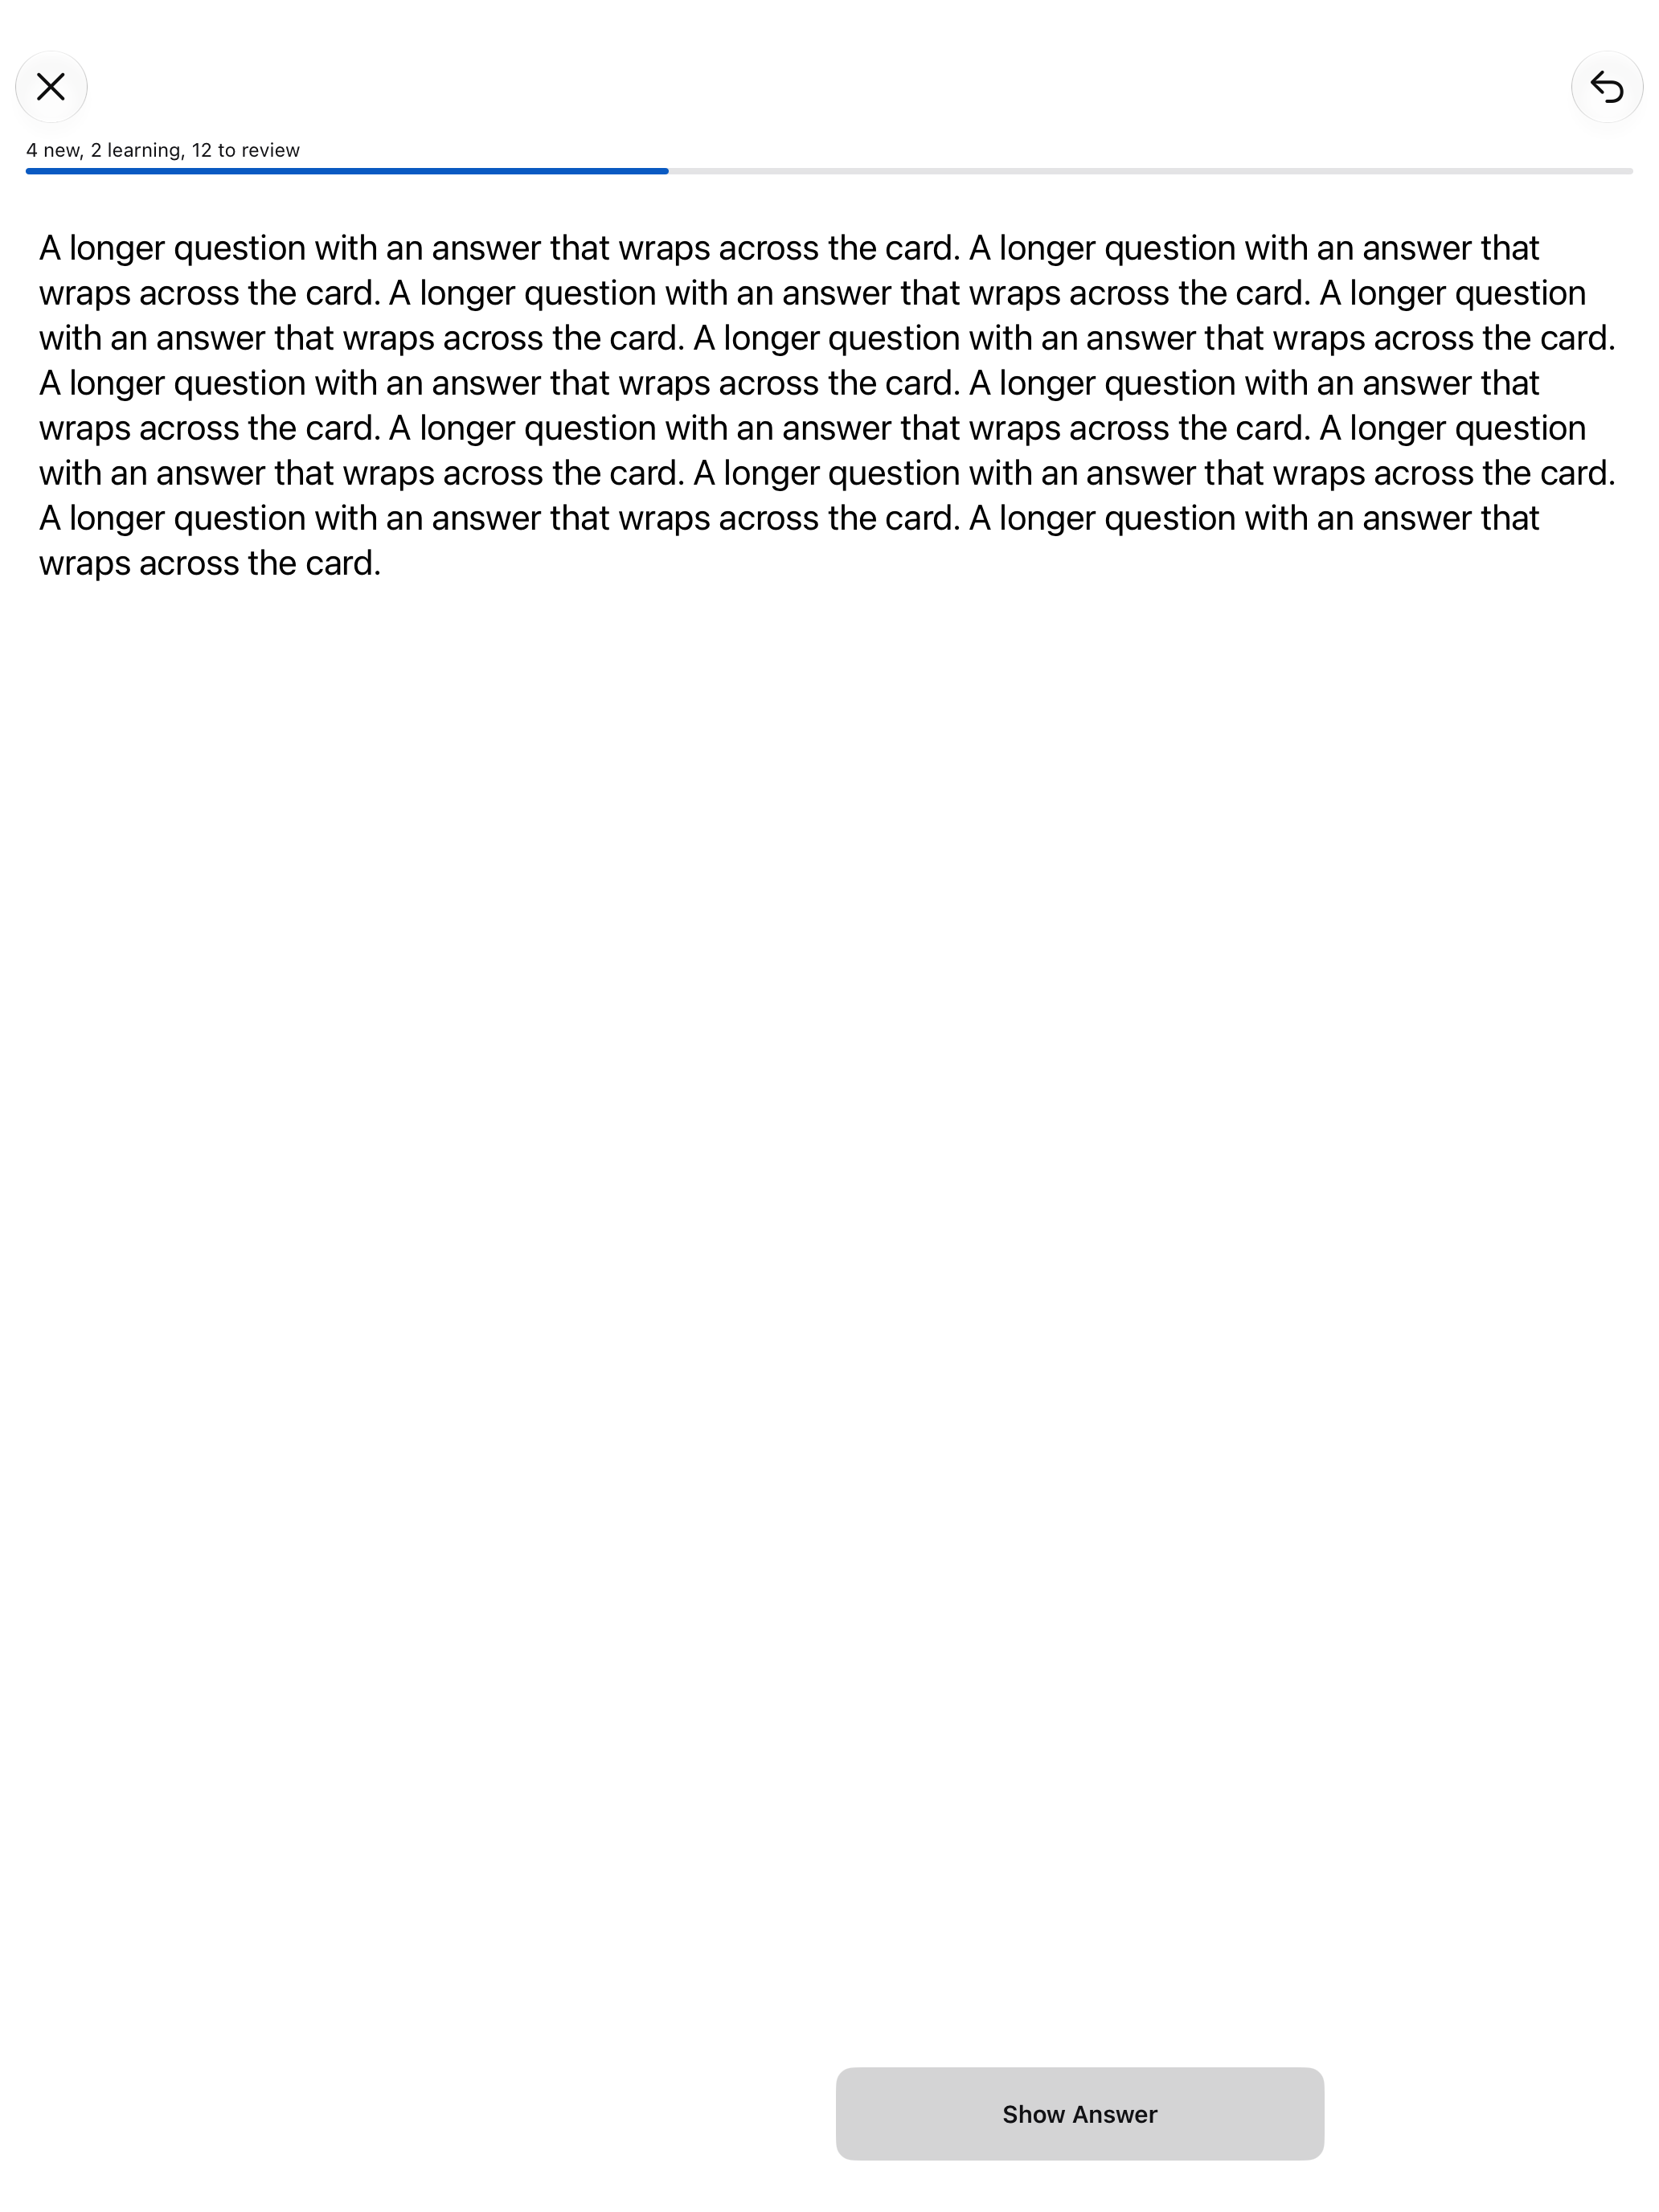 4 new, 2 learning, 12 to review
A longer question with an answer that wraps across the card. A longer question with an answer that
wraps across the card. A longer question with an answer that wraps across the card. A longer question
with an answer that wraps across the card. A longer question with an answer that wraps across the card.
A longer question with an answer that wraps across the card. A longer question with an answer that
wraps across the card. A longer question with an answer that wraps across the card. A longer question
with an answer that wraps across the card. A longer question with an answer that wraps across the card.
A longer question with an answer that wraps across the card. A longer question with an answer that
wraps across the card.
Show Answer